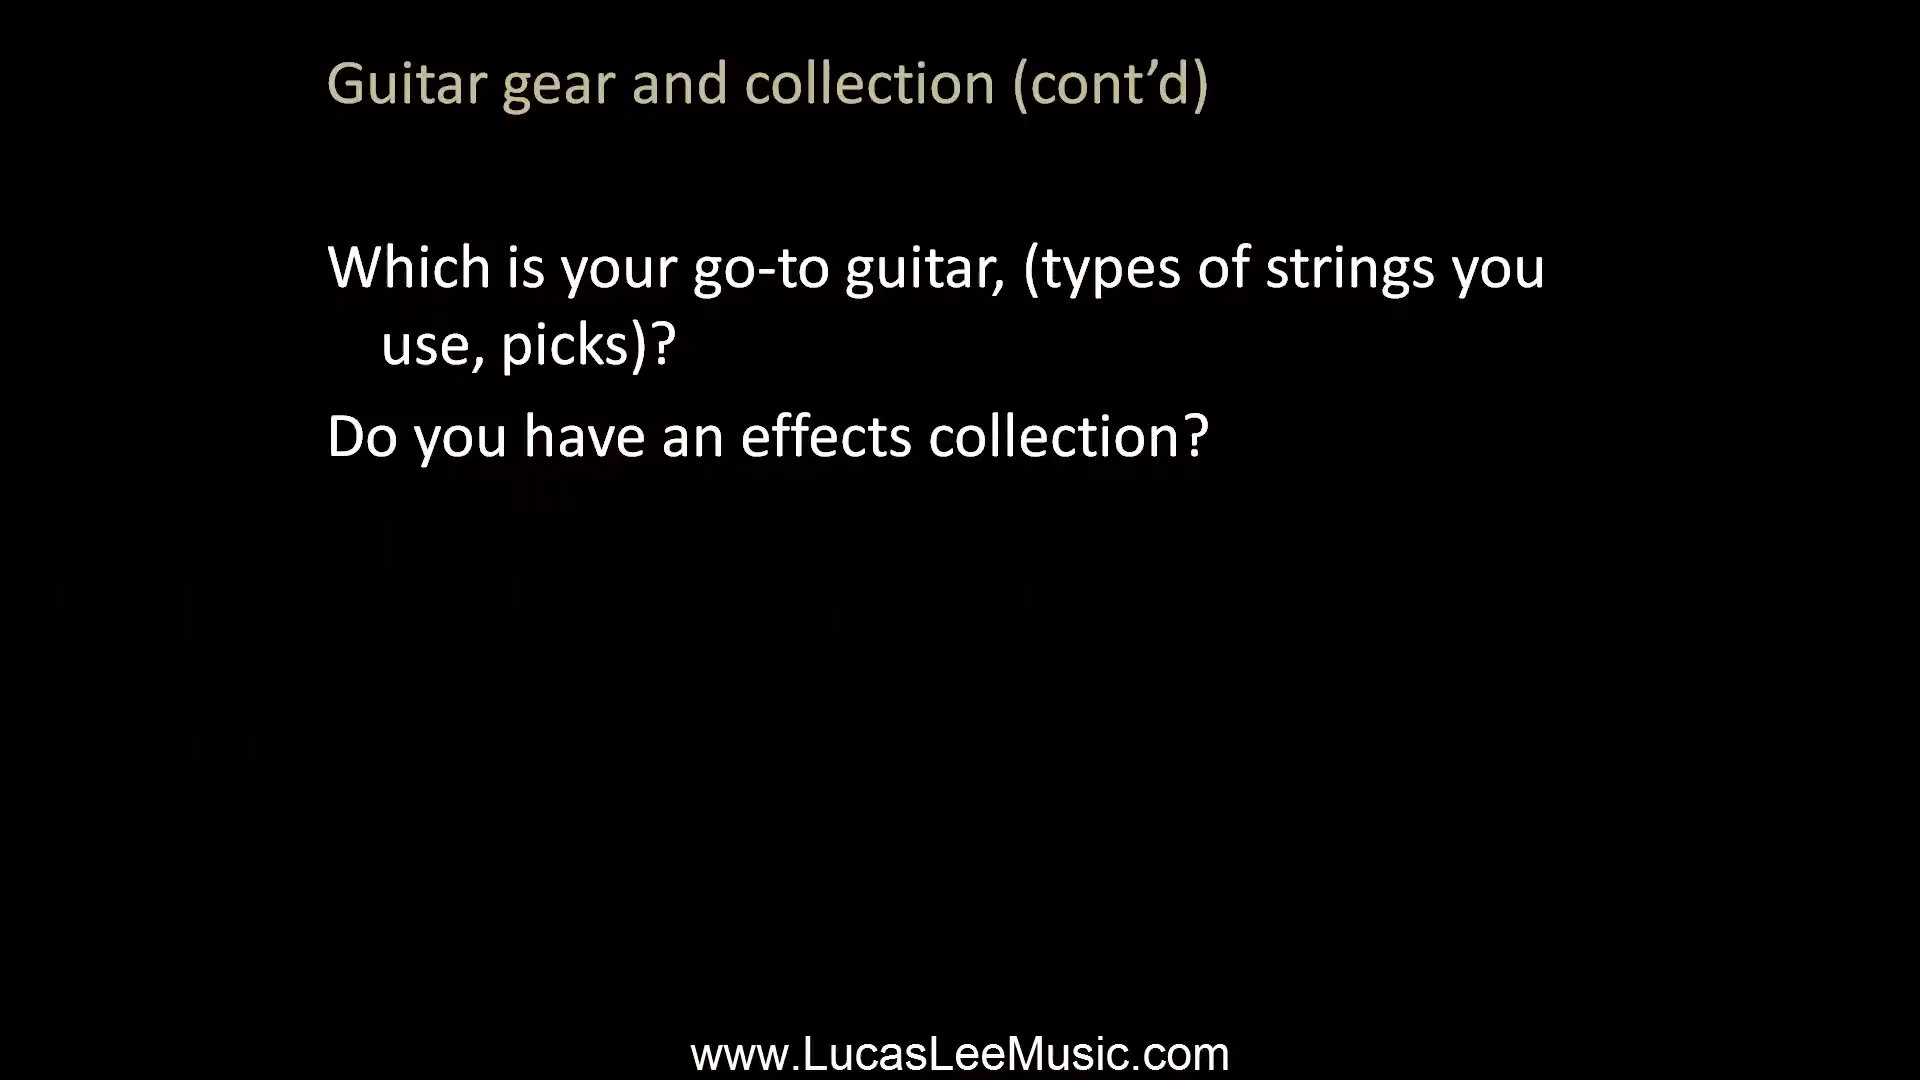 Guitar gear and collection (cont’d)
Which is your go-to guitar, (types of strings you
use, picks)?
Do you have an effects collection?
www.LucasLeeMusic.com